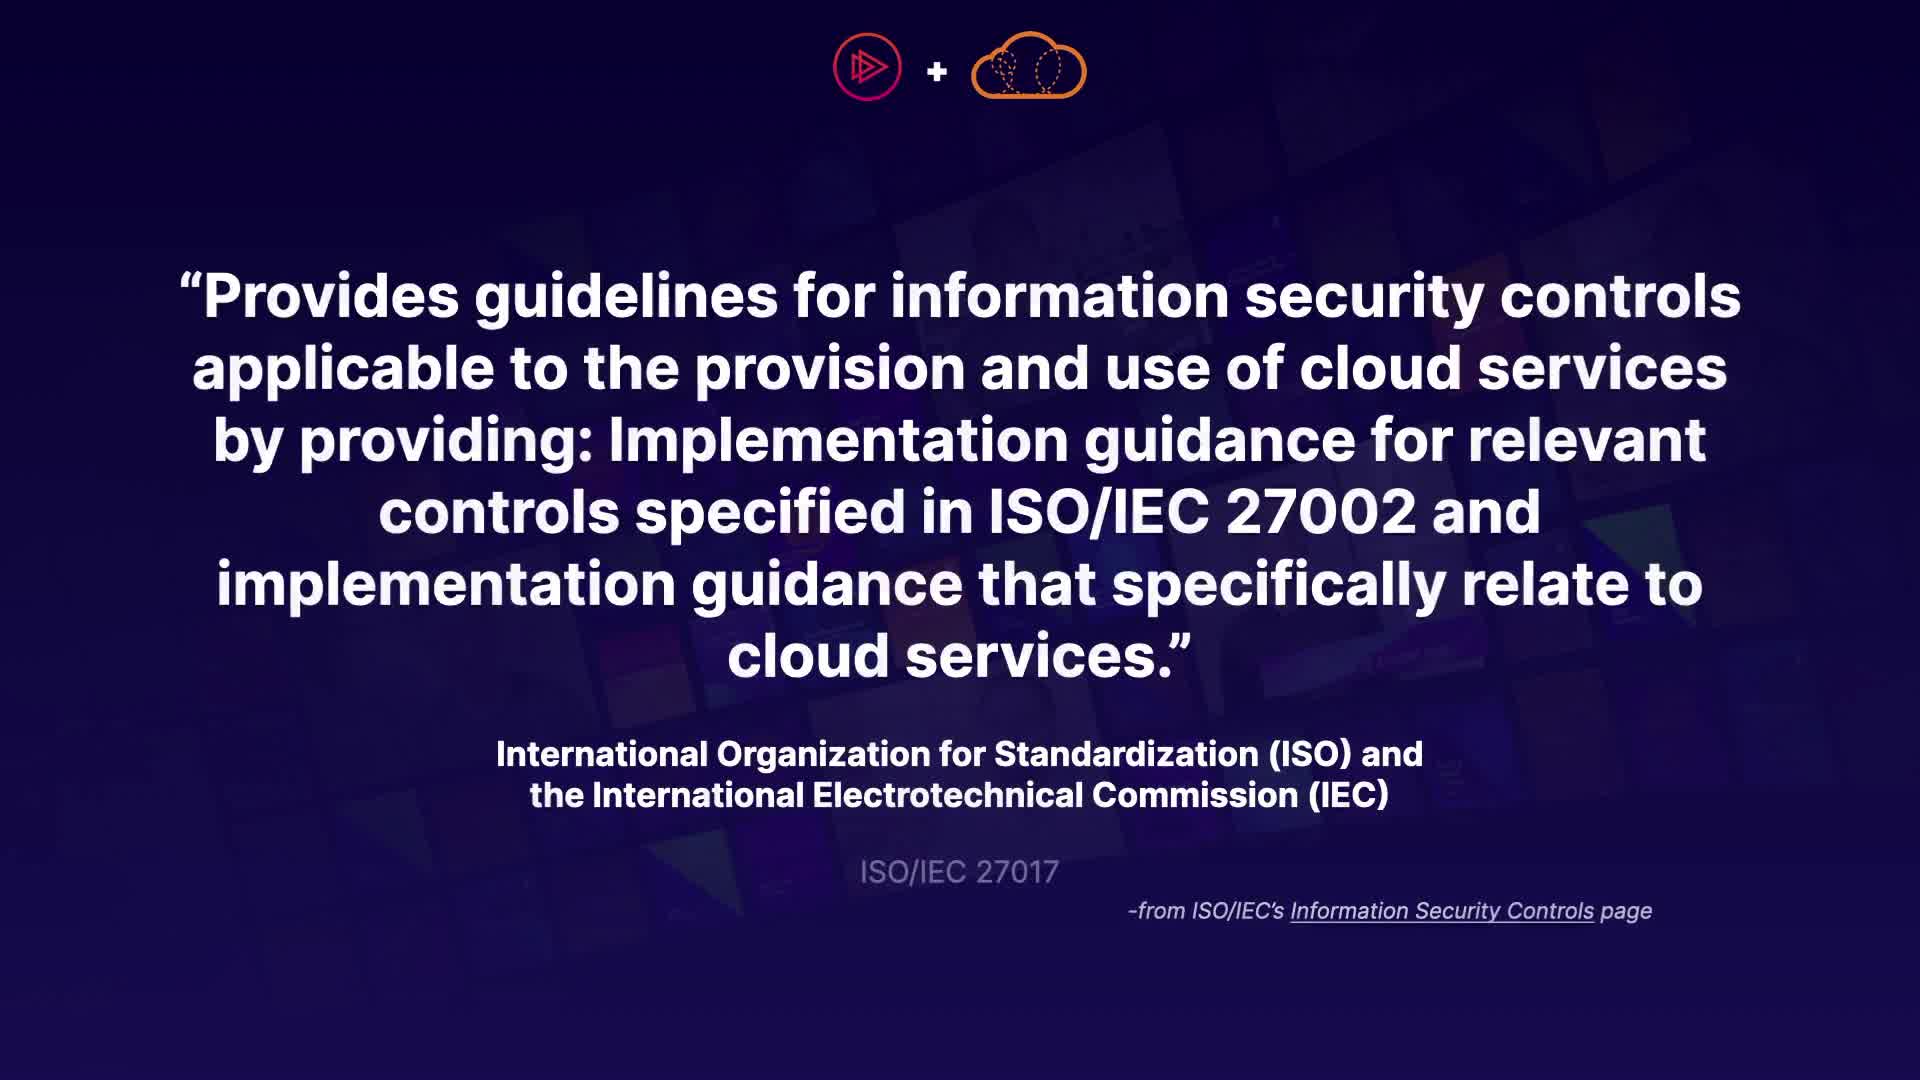 “Provides guidelines for information security controls
applicable to the provision and use of cloud services
by providing: Implementation guidance for relevant
controls specified in ISO/IEC 27002 and
implementation guidance that specifically relate to
cloud services.”
International Organization for Standardization (ISO) and
the International Electrotechnical Commission (IEC)
ISO/IEC 27017
-from ISO/IEC’s Information Security Controls page